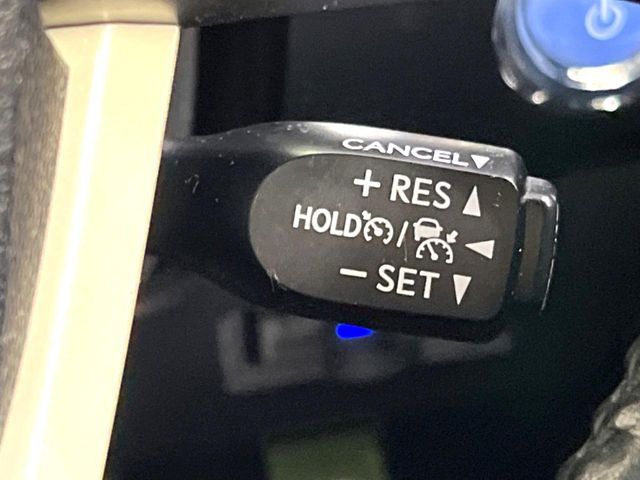 CANCEL▼
+ RES ▲
HOLD / ◀
− SET ▼